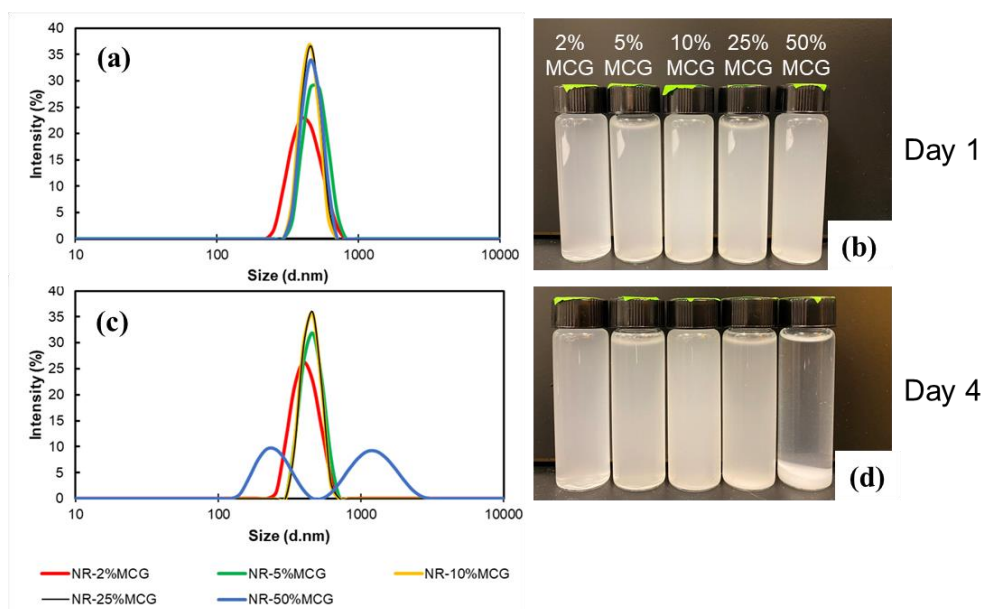 40
35
30
25
20
15
10
5
0
Intensity (%)
(a)
10 100 1000 10000
Size (d.nm)
2% 5% 10% 25% 50%
MCG MCG MCG MCG MCG
(b)
Day 1
40
35
30
25
20
15
10
5
0
Intensity (%)
(c)
10 100 1000 10000
Size (d.nm)
(d)
Day 4
NR-2%MCG NR-5%MCG NR-10%MCG
NR-25%MCG NR-50%MCG